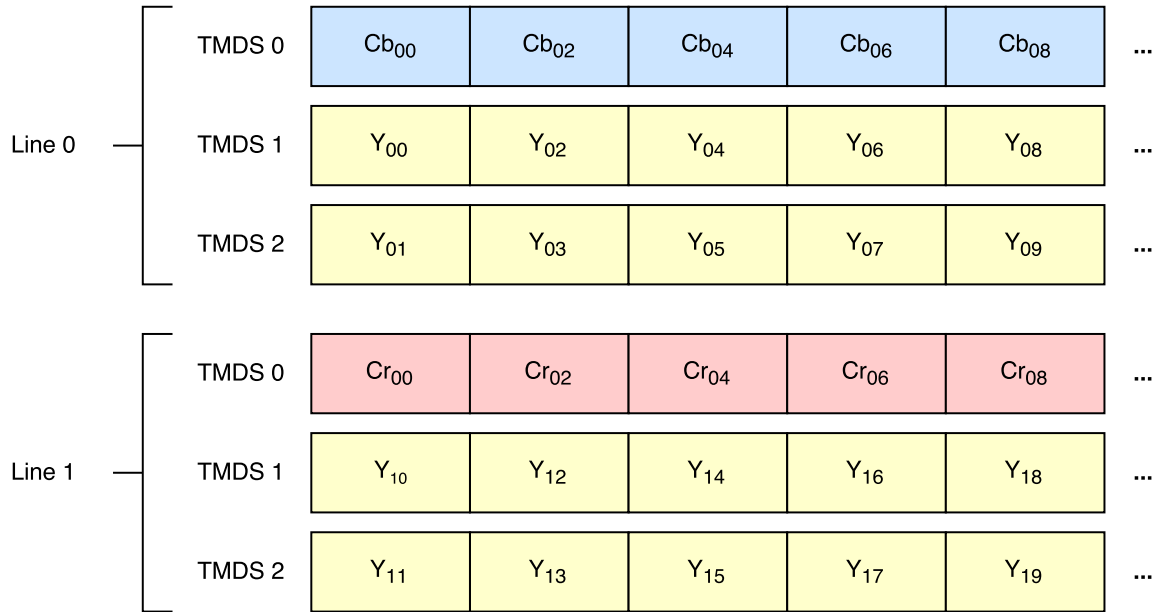 TMDS 0 Cb00 Cb02 Cb04 Cb06 Cb08 ...
Line 0 TMDS 1 Y00 Y02 Y04 Y06 Y08 ...
TMDS 2 Y01 Y03 Y05 Y07 Y09 ...
TMDS 0 Cr00 Cr02 Cr04 Cr06 Cr08 ...
Line 1 TMDS 1 Y10 Y12 Y14 Y16 Y18 ...
TMDS 2 Y11 Y13 Y15 Y17 Y19 ...